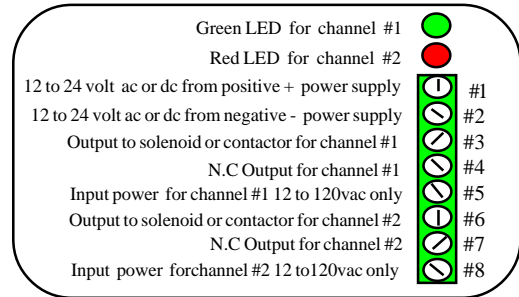 Green LED for channel #1
Red LED for channel #2
12 to 24 volt ac or dc from positive + power supply #1
12 to 24 volt ac or dc from negative - power supply #2
Output to solenoid or contactor for channel #1 #3
N.C Output for channel #1 #4
Input power for channel #1 12 to 120vac only #5
Output to solenoid or contactor for channel #2 #6
N.C Output for channel #2 #7
Input power forchannel #2 12 to120vac only #8